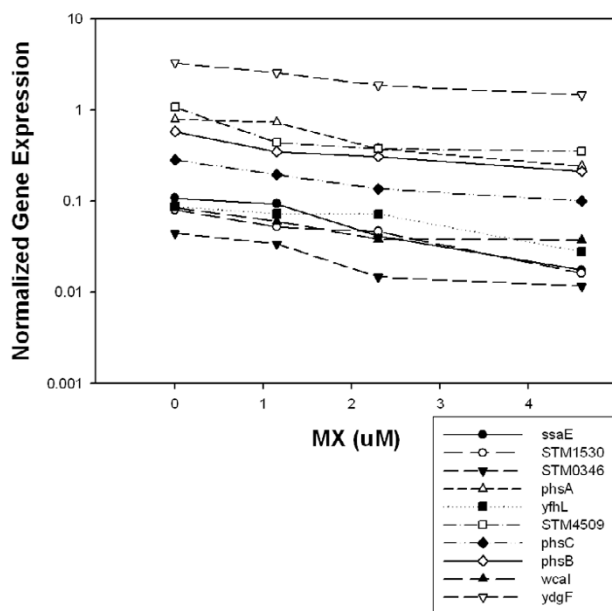 10
1
0.1
0.01
0.001
Normalized Gene Expression
0 1 2 3 4
MX (uM)
ssaE
STM1530
STM0346
phsA
yfhL
STM4509
phsC
phsB
wcaI
ydgF